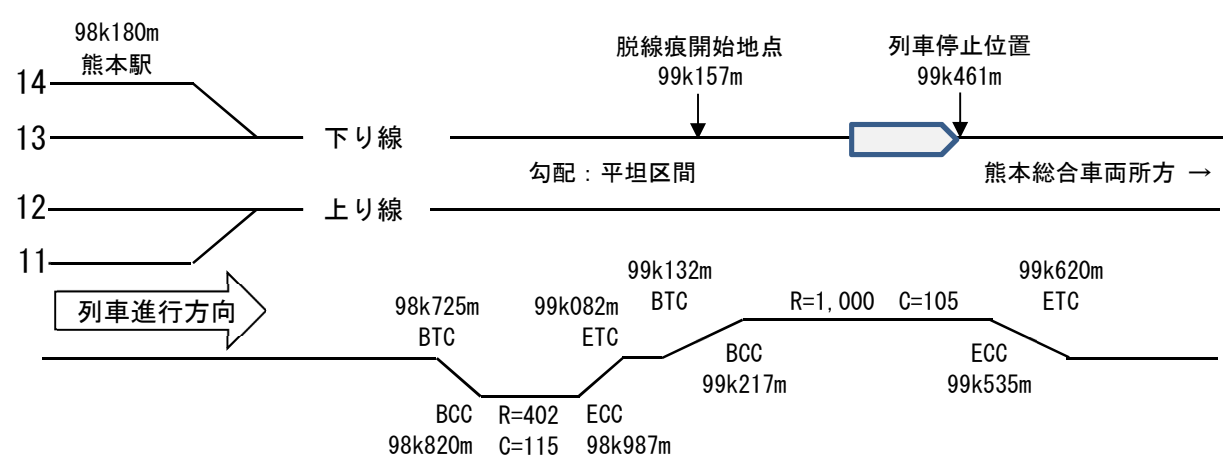 98k180m
熊本駅
脱線痕開始地点
99k157m
列車停止位置
99k461m
14
13
下り線
勾配：平坦区間
熊本総合車両所方 →
12
上り線
11
列車進行方向
98k725m
BTC
99k082m
ETC
99k132m
BTC
R=1,000 C=105
99k620m
ETC
BCC
99k217m
ECC
99k535m
BCC
98k820m
R=402
C=115
ECC
98k987m